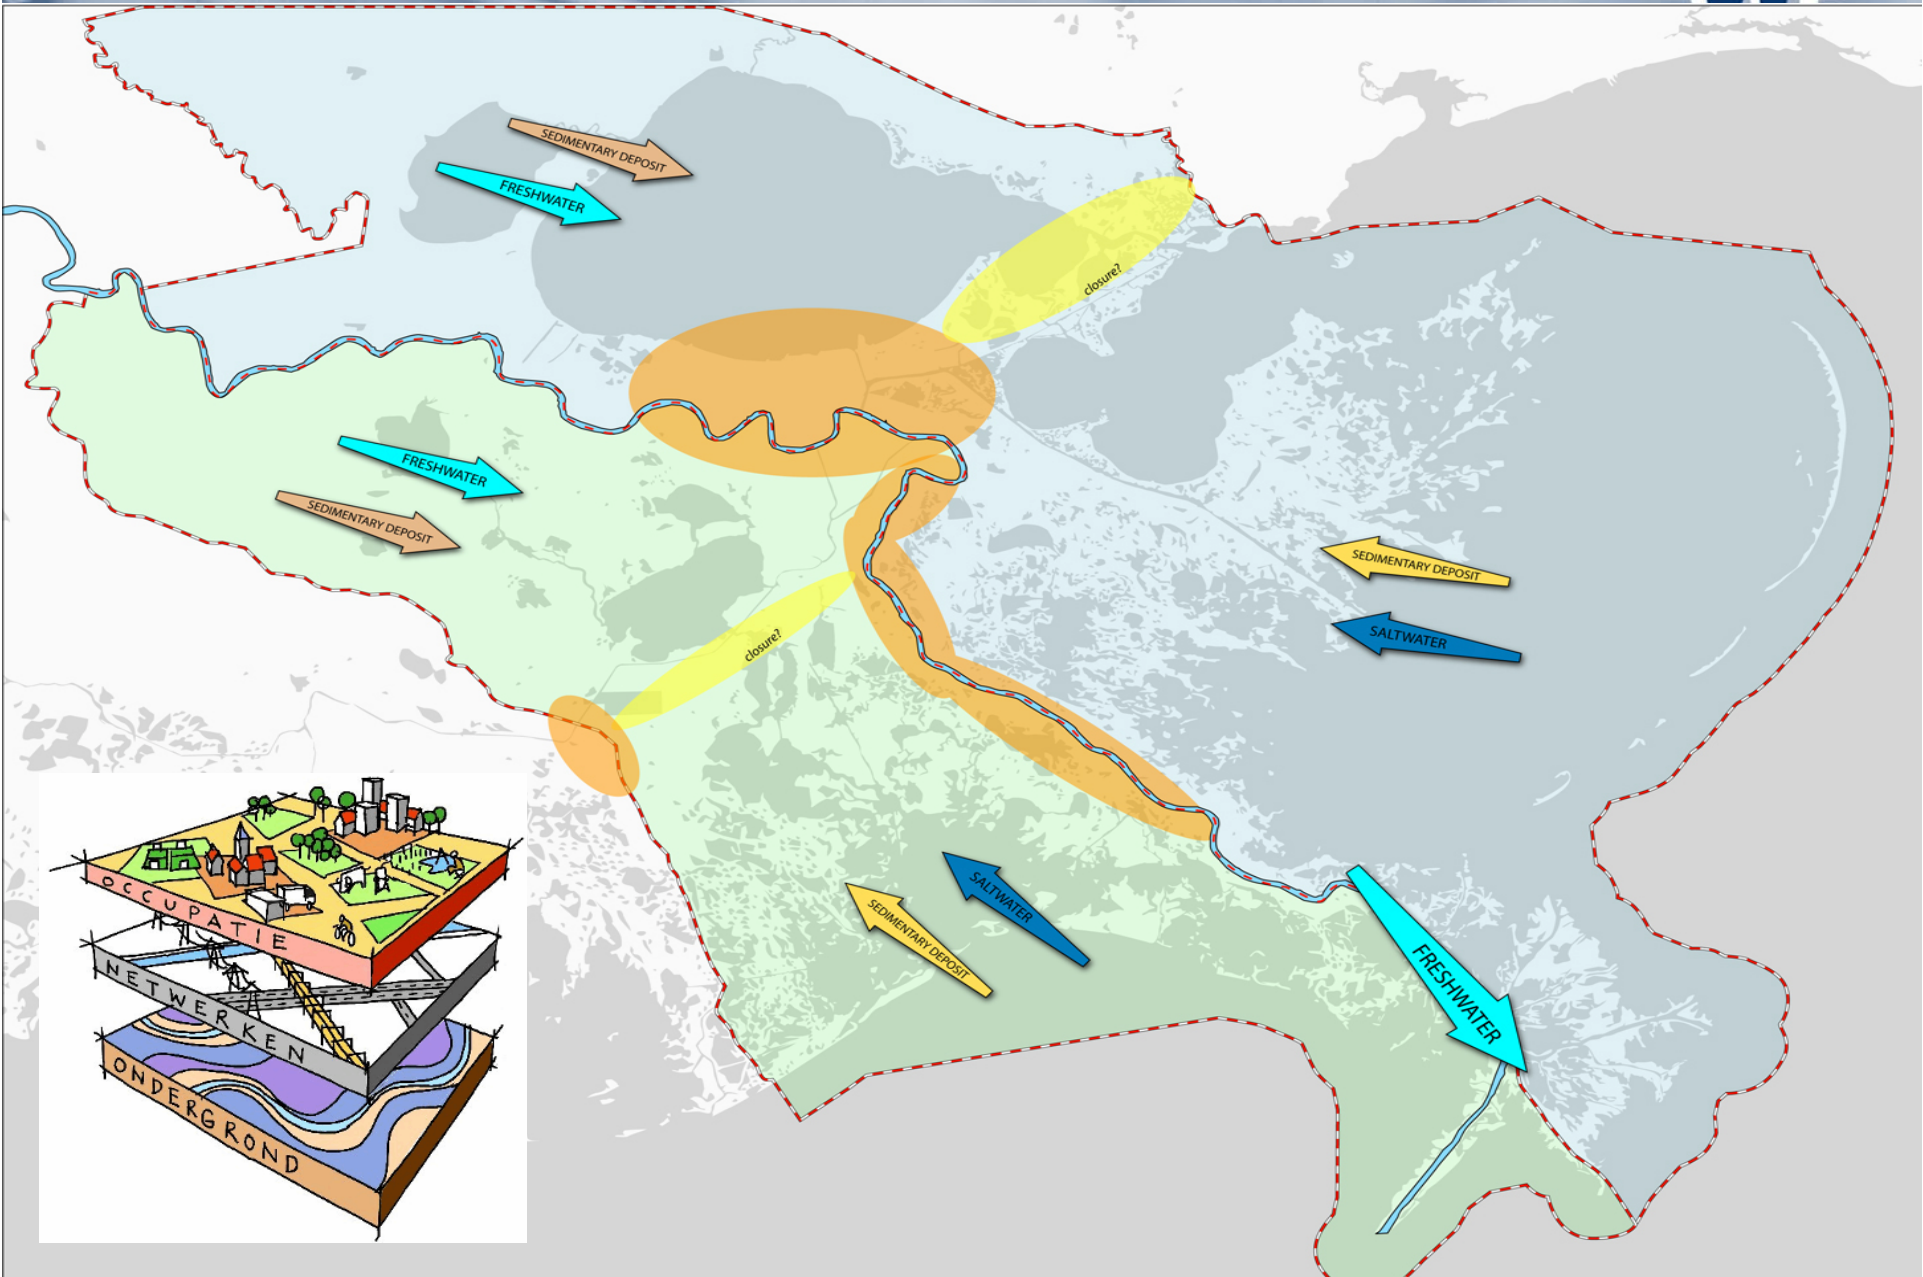 SEDIMENTARY DEPOSIT
FRESHWATER
closure?
FRESHWATER
SEDIMENTARY DEPOSIT
SEDIMENTARY DEPOSIT
SALTWATER
closure?
SALTWATER
SEDIMENTARY DEPOSIT
FRESHWATER
OCCUPATIE
NETWERKEN
ONDERGROND